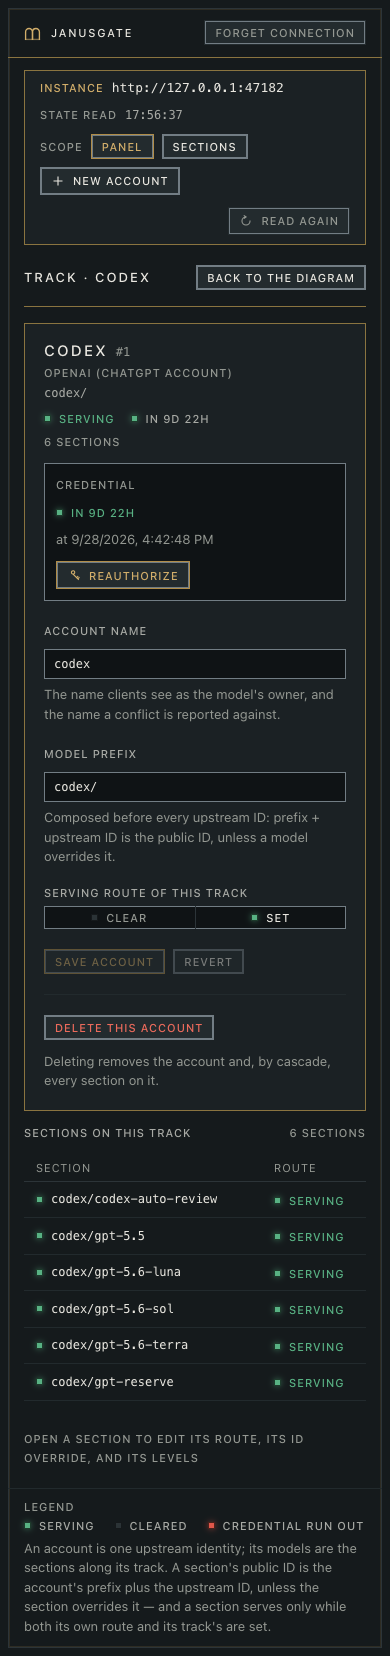 JANUSGATE
FORGET CONNECTION
INSTANCE http://127.0.0.1:47182
STATE READ 17:56:37
SCOPE PANEL SECTIONS
+ NEW ACCOUNT
READ AGAIN
TRACK · CODEX
BACK TO THE DIAGRAM
CODEX #1
OPENAI (CHATGPT ACCOUNT)
codex/
SERVING IN 9D 22H
6 SECTIONS
CREDENTIAL
IN 9D 22H
at 9/28/2026, 4:42:48 PM
REAUTHORIZE
ACCOUNT NAME
codex
The name clients see as the model's owner, and
the name a conflict is reported against.
MODEL PREFIX
codex/
Composed before every upstream ID: prefix +
upstream ID is the public ID, unless a model
overrides it.
SERVING ROUTE OF THIS TRACK
CLEAR SET
SAVE ACCOUNT REVERT
DELETE THIS ACCOUNT
Deleting removes the account and, by cascade,
every section on it.
SECTIONS ON THIS TRACK 6 SECTIONS
SECTION ROUTE
codex/codex-auto-review SERVING
codex/gpt-5.5 SERVING
codex/gpt-5.6-luna SERVING
codex/gpt-5.6-sol SERVING
codex/gpt-5.6-terra SERVING
codex/gpt-reserve SERVING
OPEN A SECTION TO EDIT ITS ROUTE, ITS ID
OVERRIDE, AND ITS LEVELS
LEGEND
SERVING CLEARED CREDENTIAL RUN OUT
An account is one upstream identity; its models are the
sections along its track. A section's public ID is the
account's prefix plus the upstream ID, unless the
section overrides it — and a section serves only while
both its own route and its track's are set.